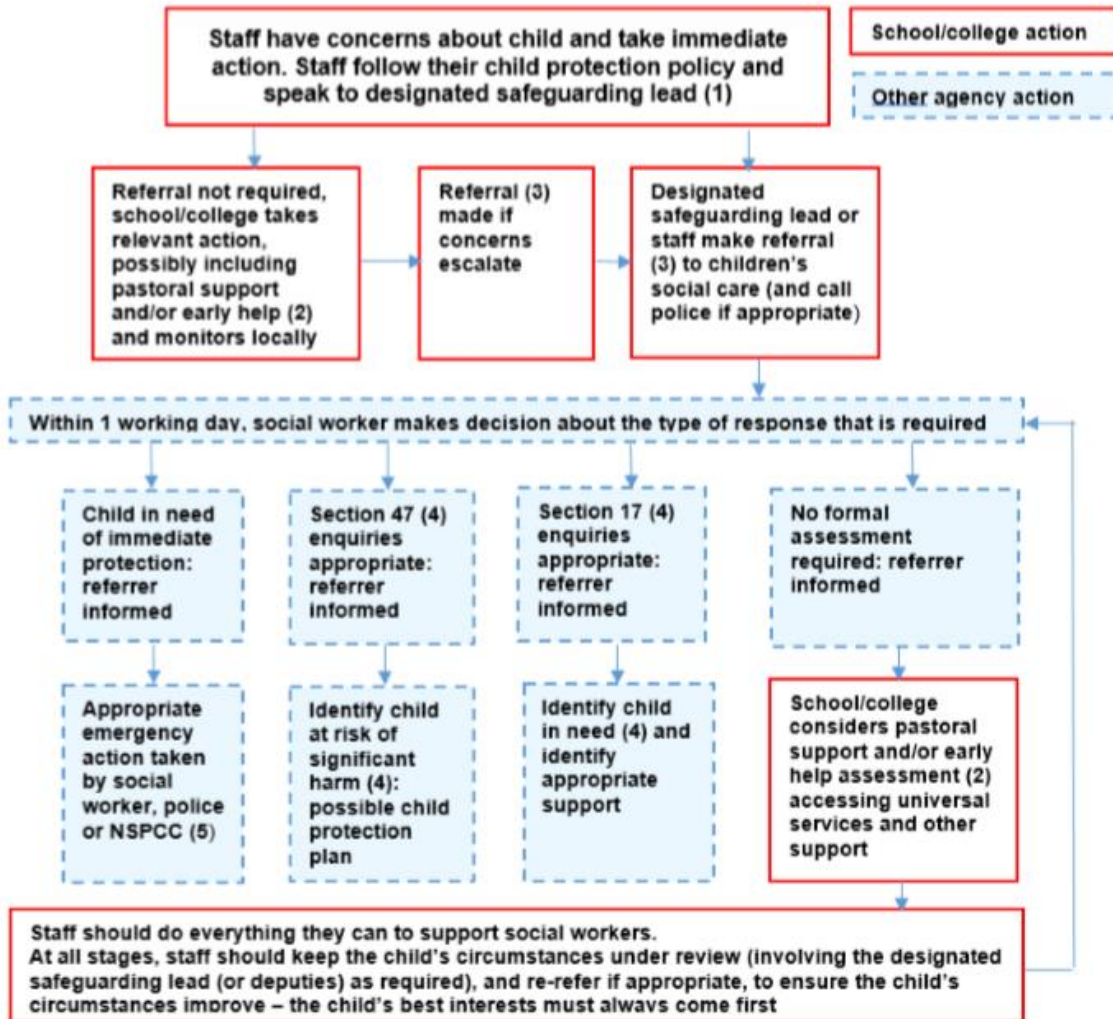 Staff have concerns about child and take immediate
action. Staff follow their child protection policy and
speak to designated safeguarding lead (1)
School/college action
Other agency action
Referral not required,
school/college takes
relevant action,
possibly including
pastoral support
and/or early help (2)
and monitors locally
Referral (3)
made if
concerns
escalate
Designated
safeguarding lead or
staff make referral
(3) to children's
social care (and call
police if appropriate)
Within 1 working day, social worker makes decision about the type of response that is required
Child in need
of immediate
protection:
referrer
informed
Section 47 (4)
enquiries
appropriate:
referrer
informed
Section 17 (4)
enquiries
appropriate:
referrer
informed
No formal
assessment
required: referrer
informed
Appropriate
emergency
action taken
by social
worker, police
or NSPCC (5)
Identify child
at risk of
significant
harm (4):
possible child
protection
plan
Identify child
in need (4) and
identify
appropriate
support
School/college
considers pastoral
support and/or early
help assessment (2)
accessing universal
services and other
support
Staff should do everything they can to support social workers.
At all stages, staff should keep the child's circumstances under review (involving the designated
safeguarding lead (or deputies) as required), and re-refer if appropriate, to ensure the child's
circumstances improve – the child's best interests must always come first